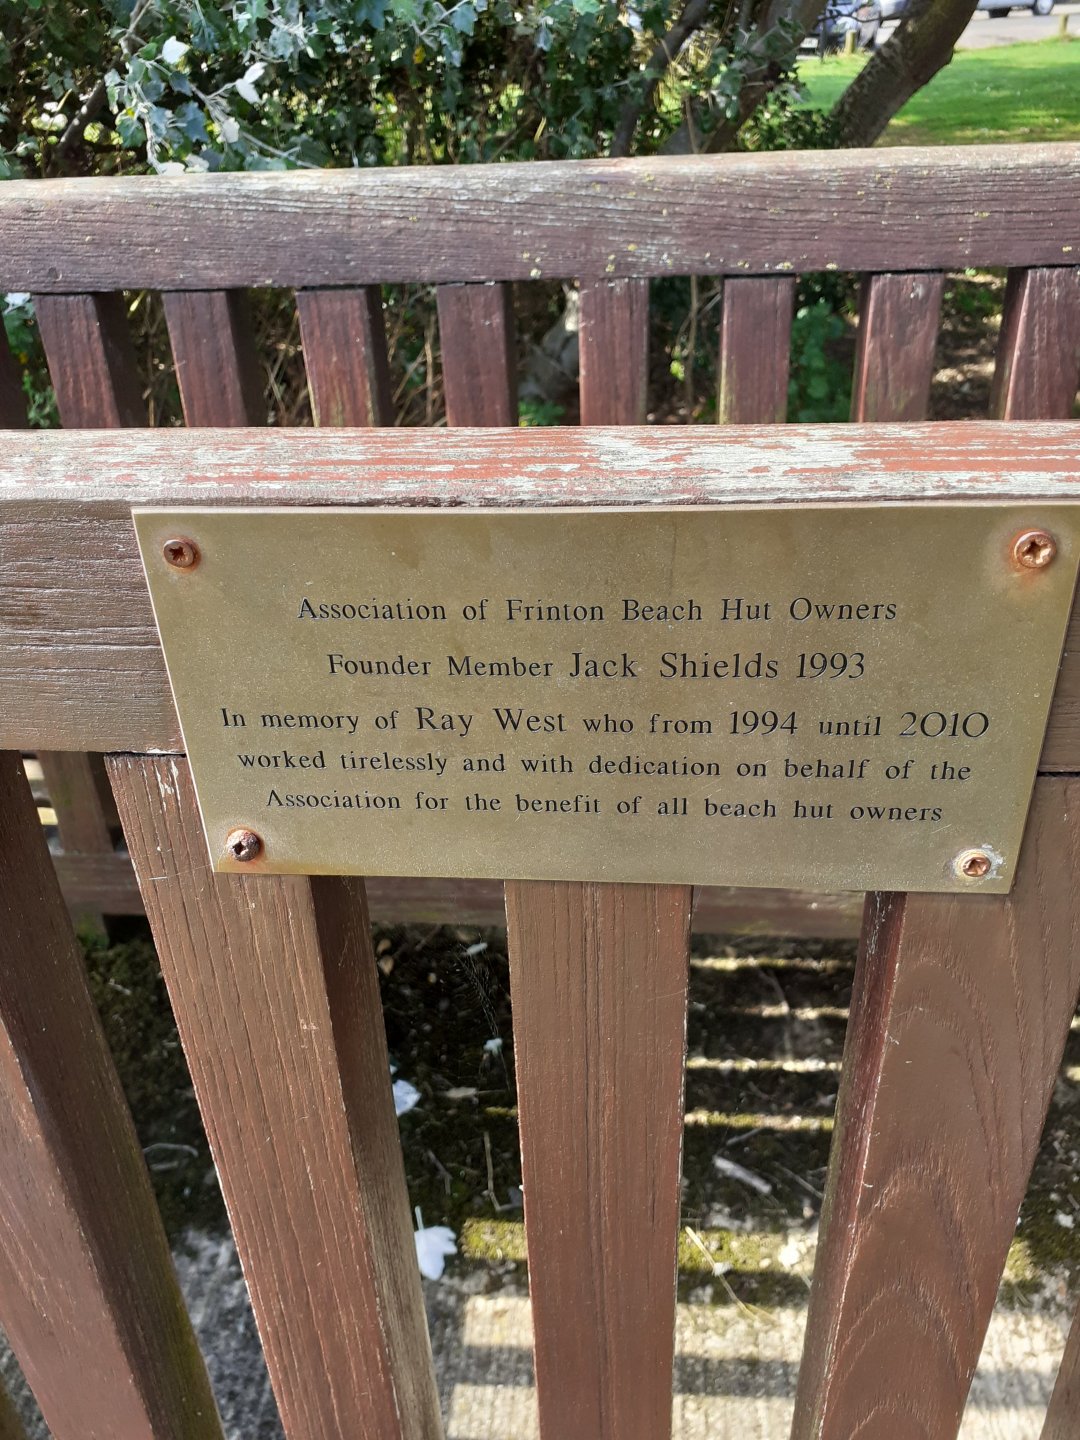 Association of Frinton Beach Hut Owners
Founder Member Jack Shields 1993
In memory of Ray West who from 1994 until 2010
worked tirelessly and with dedication on behalf of the
Association for the benefit of all beach hut owners